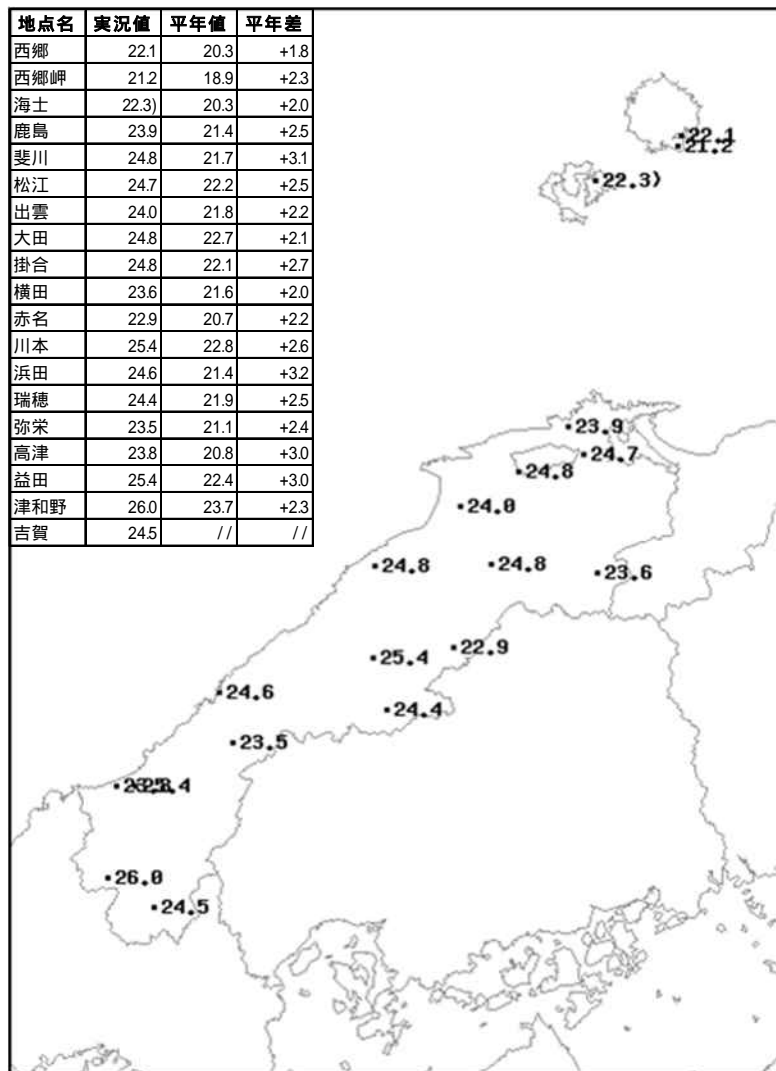 地点名 実況値 平年値 平年差
西郷 22.1 20.3 +1.8
西郷岬 21.2 18.9 +2.3
海士 22.3) 20.3 +2.0
鹿島 23.9 21.4 +2.5
斐川 24.8 21.7 +3.1
松江 24.7 22.2 +2.5
出雲 24.0 21.8 +2.2
大田 24.8 22.7 +2.1
掛合 24.8 22.1 +2.7
横田 23.6 21.6 +2.0
赤名 22.9 20.7 +2.2
川本 25.4 22.8 +2.6
浜田 24.6 21.4 +3.2
瑞穂 24.4 21.9 +2.5
弥栄 23.5 21.1 +2.4
高津 23.8 20.8 +3.0
益田 25.4 22.4 +3.0
津和野 26.0 23.7 +2.3
吉賀 24.5 // //
22.1
21.2
22.3)
23.9
24.7
24.8
24.0
24.8
24.8
23.6
22.9
25.4
24.6
24.4
23.5
26.0
24.5